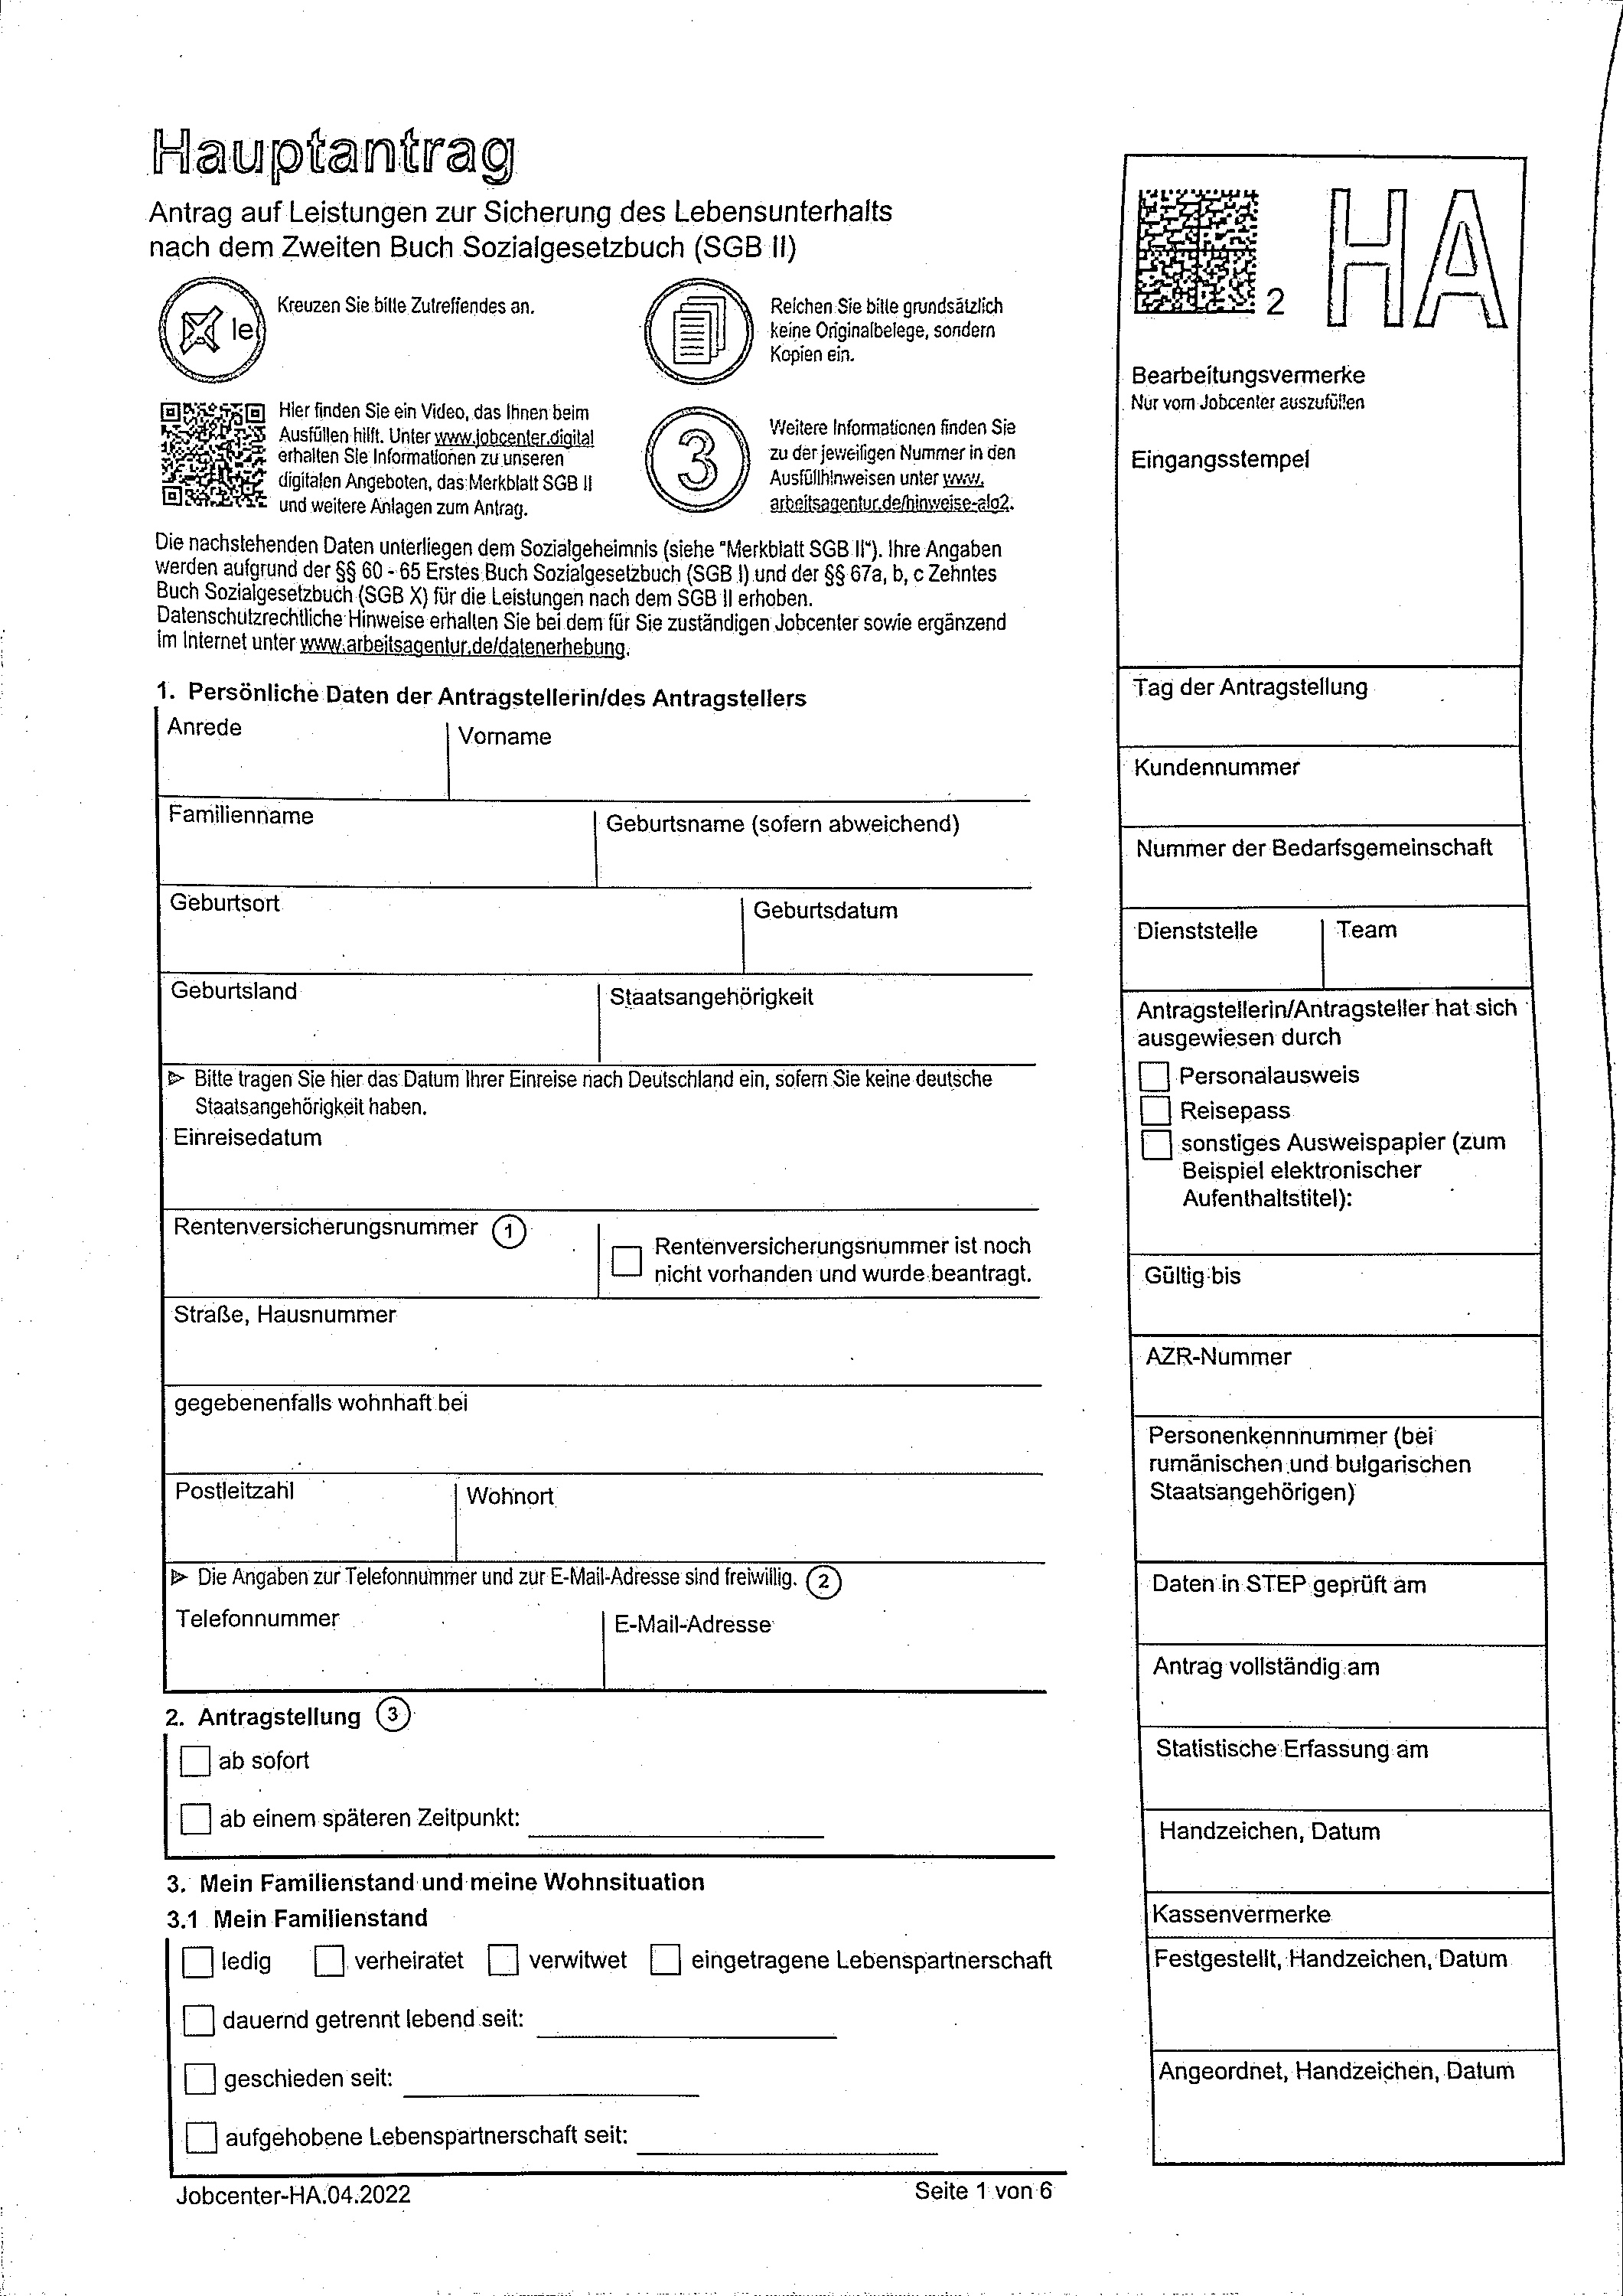 Hauptantrag
Antrag auf Leistungen zur Sicherung des Lebensunterhalts
nach dem Zweiten Buch Sozialgesetzbuch (SGB II)
le
Kreuzen Sie bitte Zutreffendes an.
Reichen Sie bitte grundsätzlich
keine Originalbelege, sondern
Kopien ein.
Hier finden Sie ein Video, das Ihnen beim
Ausfüllen hilft. Unter www.jobcenter.digital
erhalten Sie Informationen zu unseren
digitalen Angeboten, das Merkblatt SGB II
und weitere Anlagen zum Antrag.
3
Weitere Informationen finden Sie
zu der jeweiligen Nummer in den
Ausfüllhinweisen unter www.
arbeitsagentur.de/hinweise-alg2.
Die nachstehenden Daten unterliegen dem Sozialgeheimnis (siehe "Merkblatt SGB II"). Ihre Angaben
werden aufgrund der §§ 60 - 65 Erstes Buch Sozialgesetzbuch (SGB I) und der §§ 67a, b, c Zehntes
Buch Sozialgesetzbuch (SGB X) für die Leistungen nach dem SGB II erhoben.
Datenschutzrechtliche Hinweise erhalten Sie bei dem für Sie zuständigen Jobcenter sowie ergänzend
im Internet unter www.arbeitsagentur.de/datenerhebung.
1. Persönliche Daten der Antragstellerin/des Antragstellers
Anrede
Vorname
Familienname
Geburtsname (sofern abweichend)
Geburtsort
Geburtsdatum
Geburtsland
Staatsangehörigkeit
Bitte tragen Sie hier das Datum Ihrer Einreise nach Deutschland ein, sofern Sie keine deutsche
Staatsangehörigkeit haben.
Einreisedatum
Rentenversicherungsnummer 1
Rentenversicherungsnummer ist noch
nicht vorhanden und wurde beantragt.
Straße, Hausnummer
gegebenenfalls wohnhaft bei
Postleitzahl
Wohnort
Die Angaben zur Telefonnummer und zur E-Mail-Adresse sind freiwillig. 2
Telefonnummer
E-Mail-Adresse
2. Antragstellung 3
ab sofort
ab einem späteren Zeitpunkt:
3. Mein Familienstand und meine Wohnsituation
3.1 Mein Familienstand
ledig verheiratet verwitwet eingetragene Lebenspartnerschaft
dauernd getrennt lebend seit:
geschieden seit:
aufgehobene Lebenspartnerschaft seit:
Jobcenter-HA.04.2022
Seite 1 von 6
2 HA
Bearbeitungsvermerke
Nur vom Jobcenter auszufüllen
Eingangsstempel
Tag der Antragstellung
Kundennummer
Nummer der Bedarfsgemeinschaft
Dienststelle
Team
Antragstellerin/Antragsteller hat sich
ausgewiesen durch
Personalausweis
Reisepass
sonstiges Ausweispapier (zum
Beispiel elektronischer
Aufenthaltstitel):
Gültig bis
AZR-Nummer
Personenkennnummer (bei
rumänischen und bulgarischen
Staatsangehörigen)
Daten in STEP geprüft am
Antrag vollständig am
Statistische Erfassung am
Handzeichen, Datum
Kassenvermerke
Festgestellt, Handzeichen, Datum
Angeordnet, Handzeichen, Datum